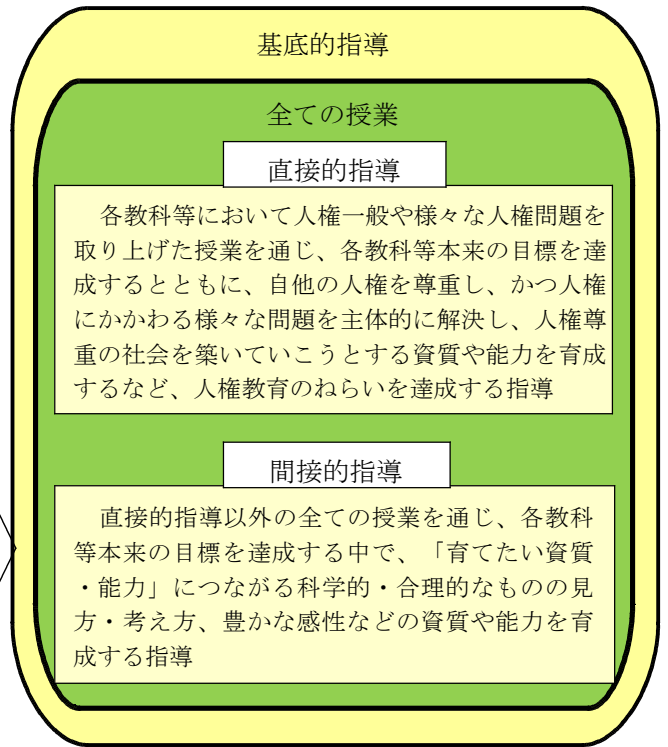 基底的指導
全ての授業
直接的指導
各教科等において人権一般や様々な人権問題を
取り上げた授業を通じ、各教科等本来の目標を達
成するとともに、自他の人権を尊重し、かつ人権
にかかわる様々な問題を主体的に解決し、人権尊
重の社会を築いていこうとする資質や能力を育成
するなど、人権教育のねらいを達成する指導
間接的指導
直接的指導以外の全ての授業を通じ、各教科
等本来の目標を達成する中で、「育てたい資質
・能力」につながる科学的・合理的なものの見
方・考え方、豊かな感性などの資質や能力を育
成する指導